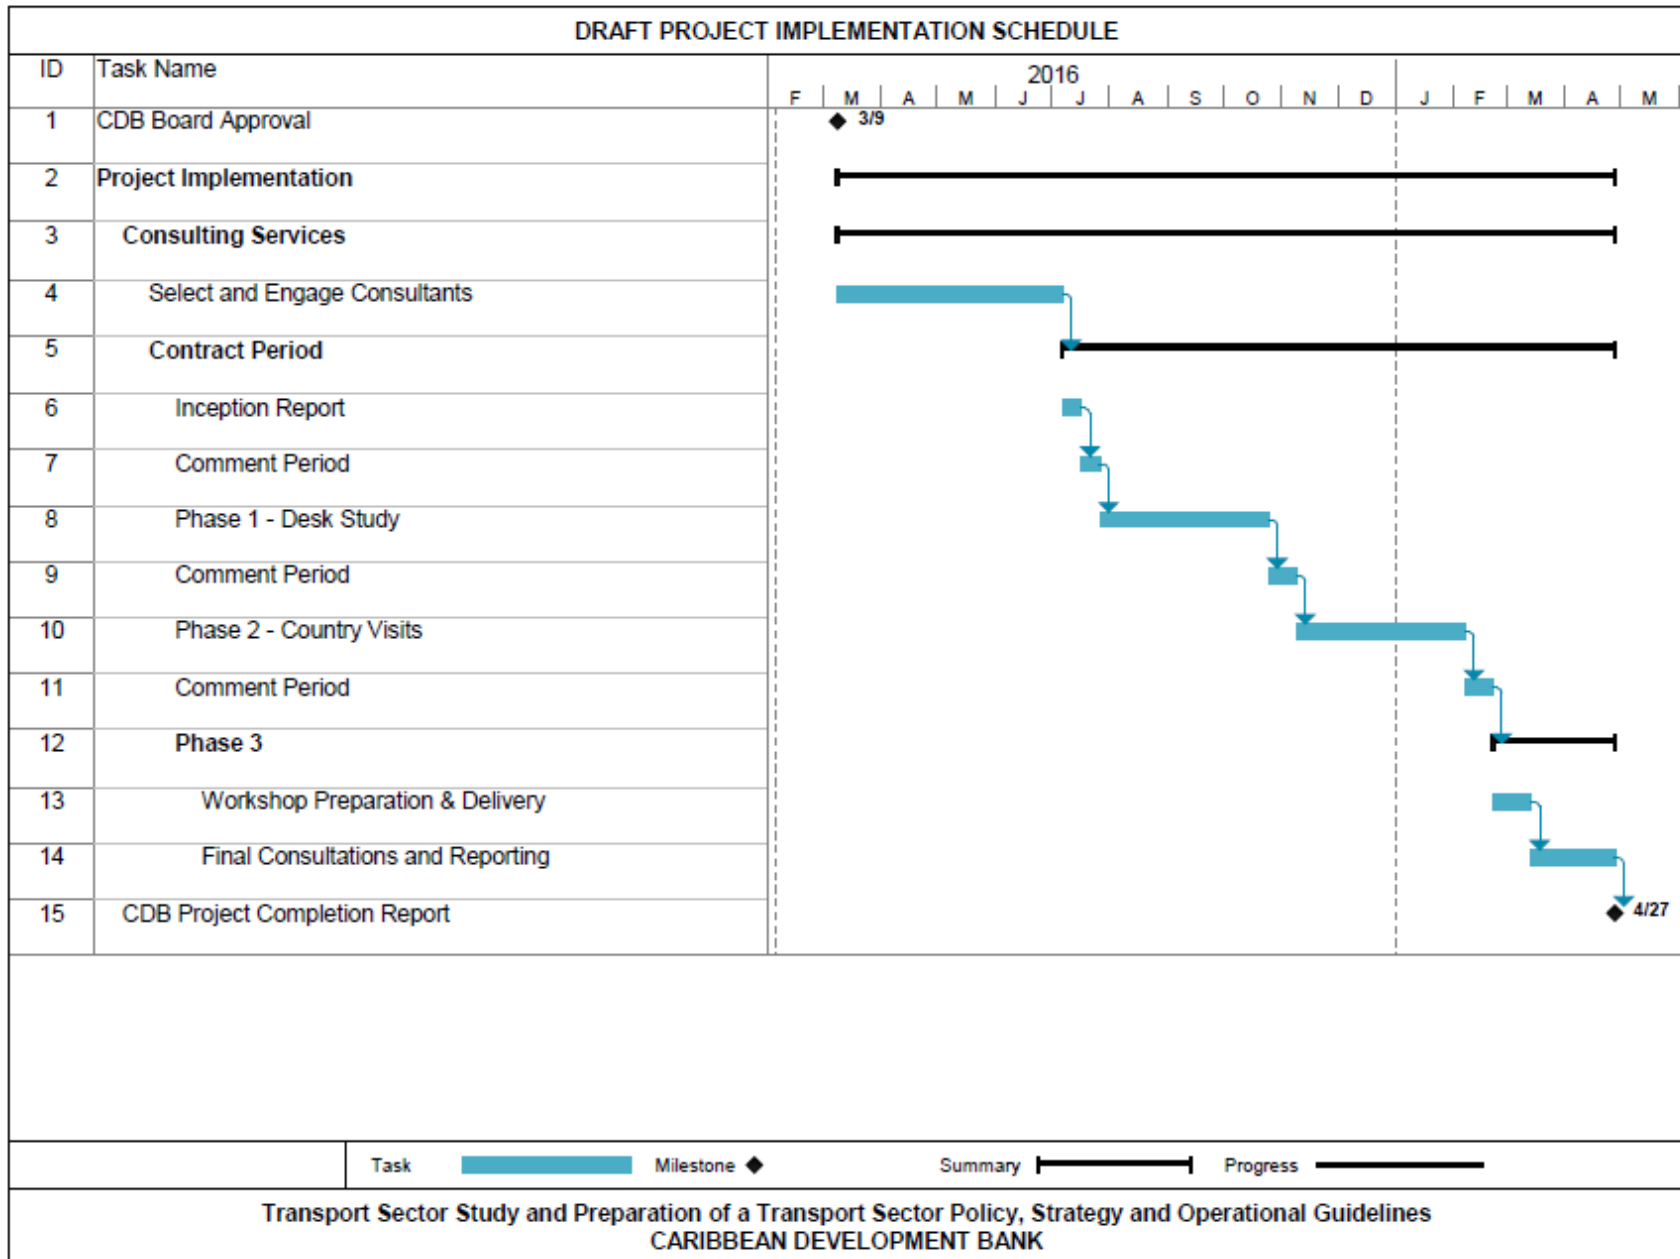 DRAFT PROJECT IMPLEMENTATION SCHEDULE
ID Task Name 2016
F M A M J J A S O N D J F M A M
1 CDB Board Approval 3/9
2 Project Implementation
3 Consulting Services
4 Select and Engage Consultants
5 Contract Period
6 Inception Report
7 Comment Period
8 Phase 1 - Desk Study
9 Comment Period
10 Phase 2 - Country Visits
11 Comment Period
12 Phase 3
13 Workshop Preparation & Delivery
14 Final Consultations and Reporting
15 CDB Project Completion Report 4/27
Task Milestone Summary Progress
Transport Sector Study and Preparation of a Transport Sector Policy, Strategy and Operational Guidelines
CARIBBEAN DEVELOPMENT BANK